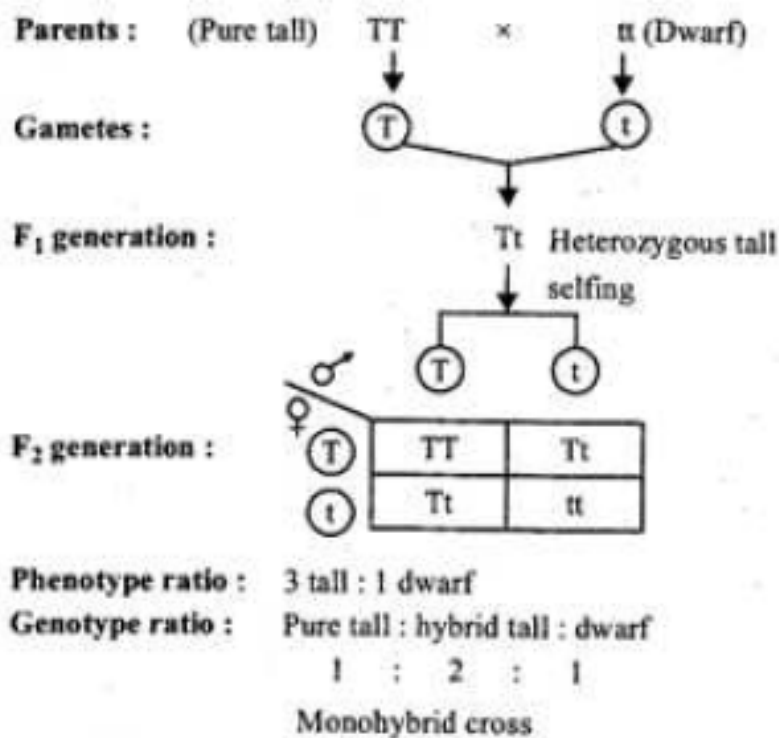 Parents : (Pure tall) TT × tt (Dwarf)
Gametes : T t
F₁ generation : Tt Heterozygous tall
selfing
T t
♂
♀
F₂ generation : T TT Tt
t Tt tt
Phenotype ratio : 3 tall : 1 dwarf
Genotype ratio : Pure tall : hybrid tall : dwarf
1 : 2 : 1
Monohybrid cross